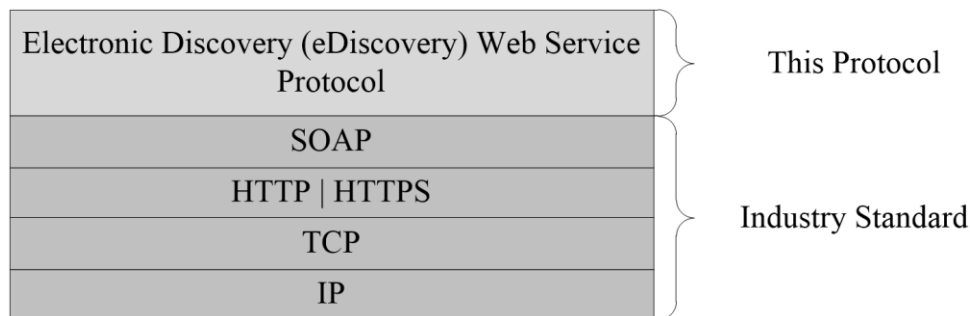 Electronic Discovery (eDiscovery) Web Service
Protocol
This Protocol
SOAP
HTTP | HTTPS
TCP
IP
Industry Standard